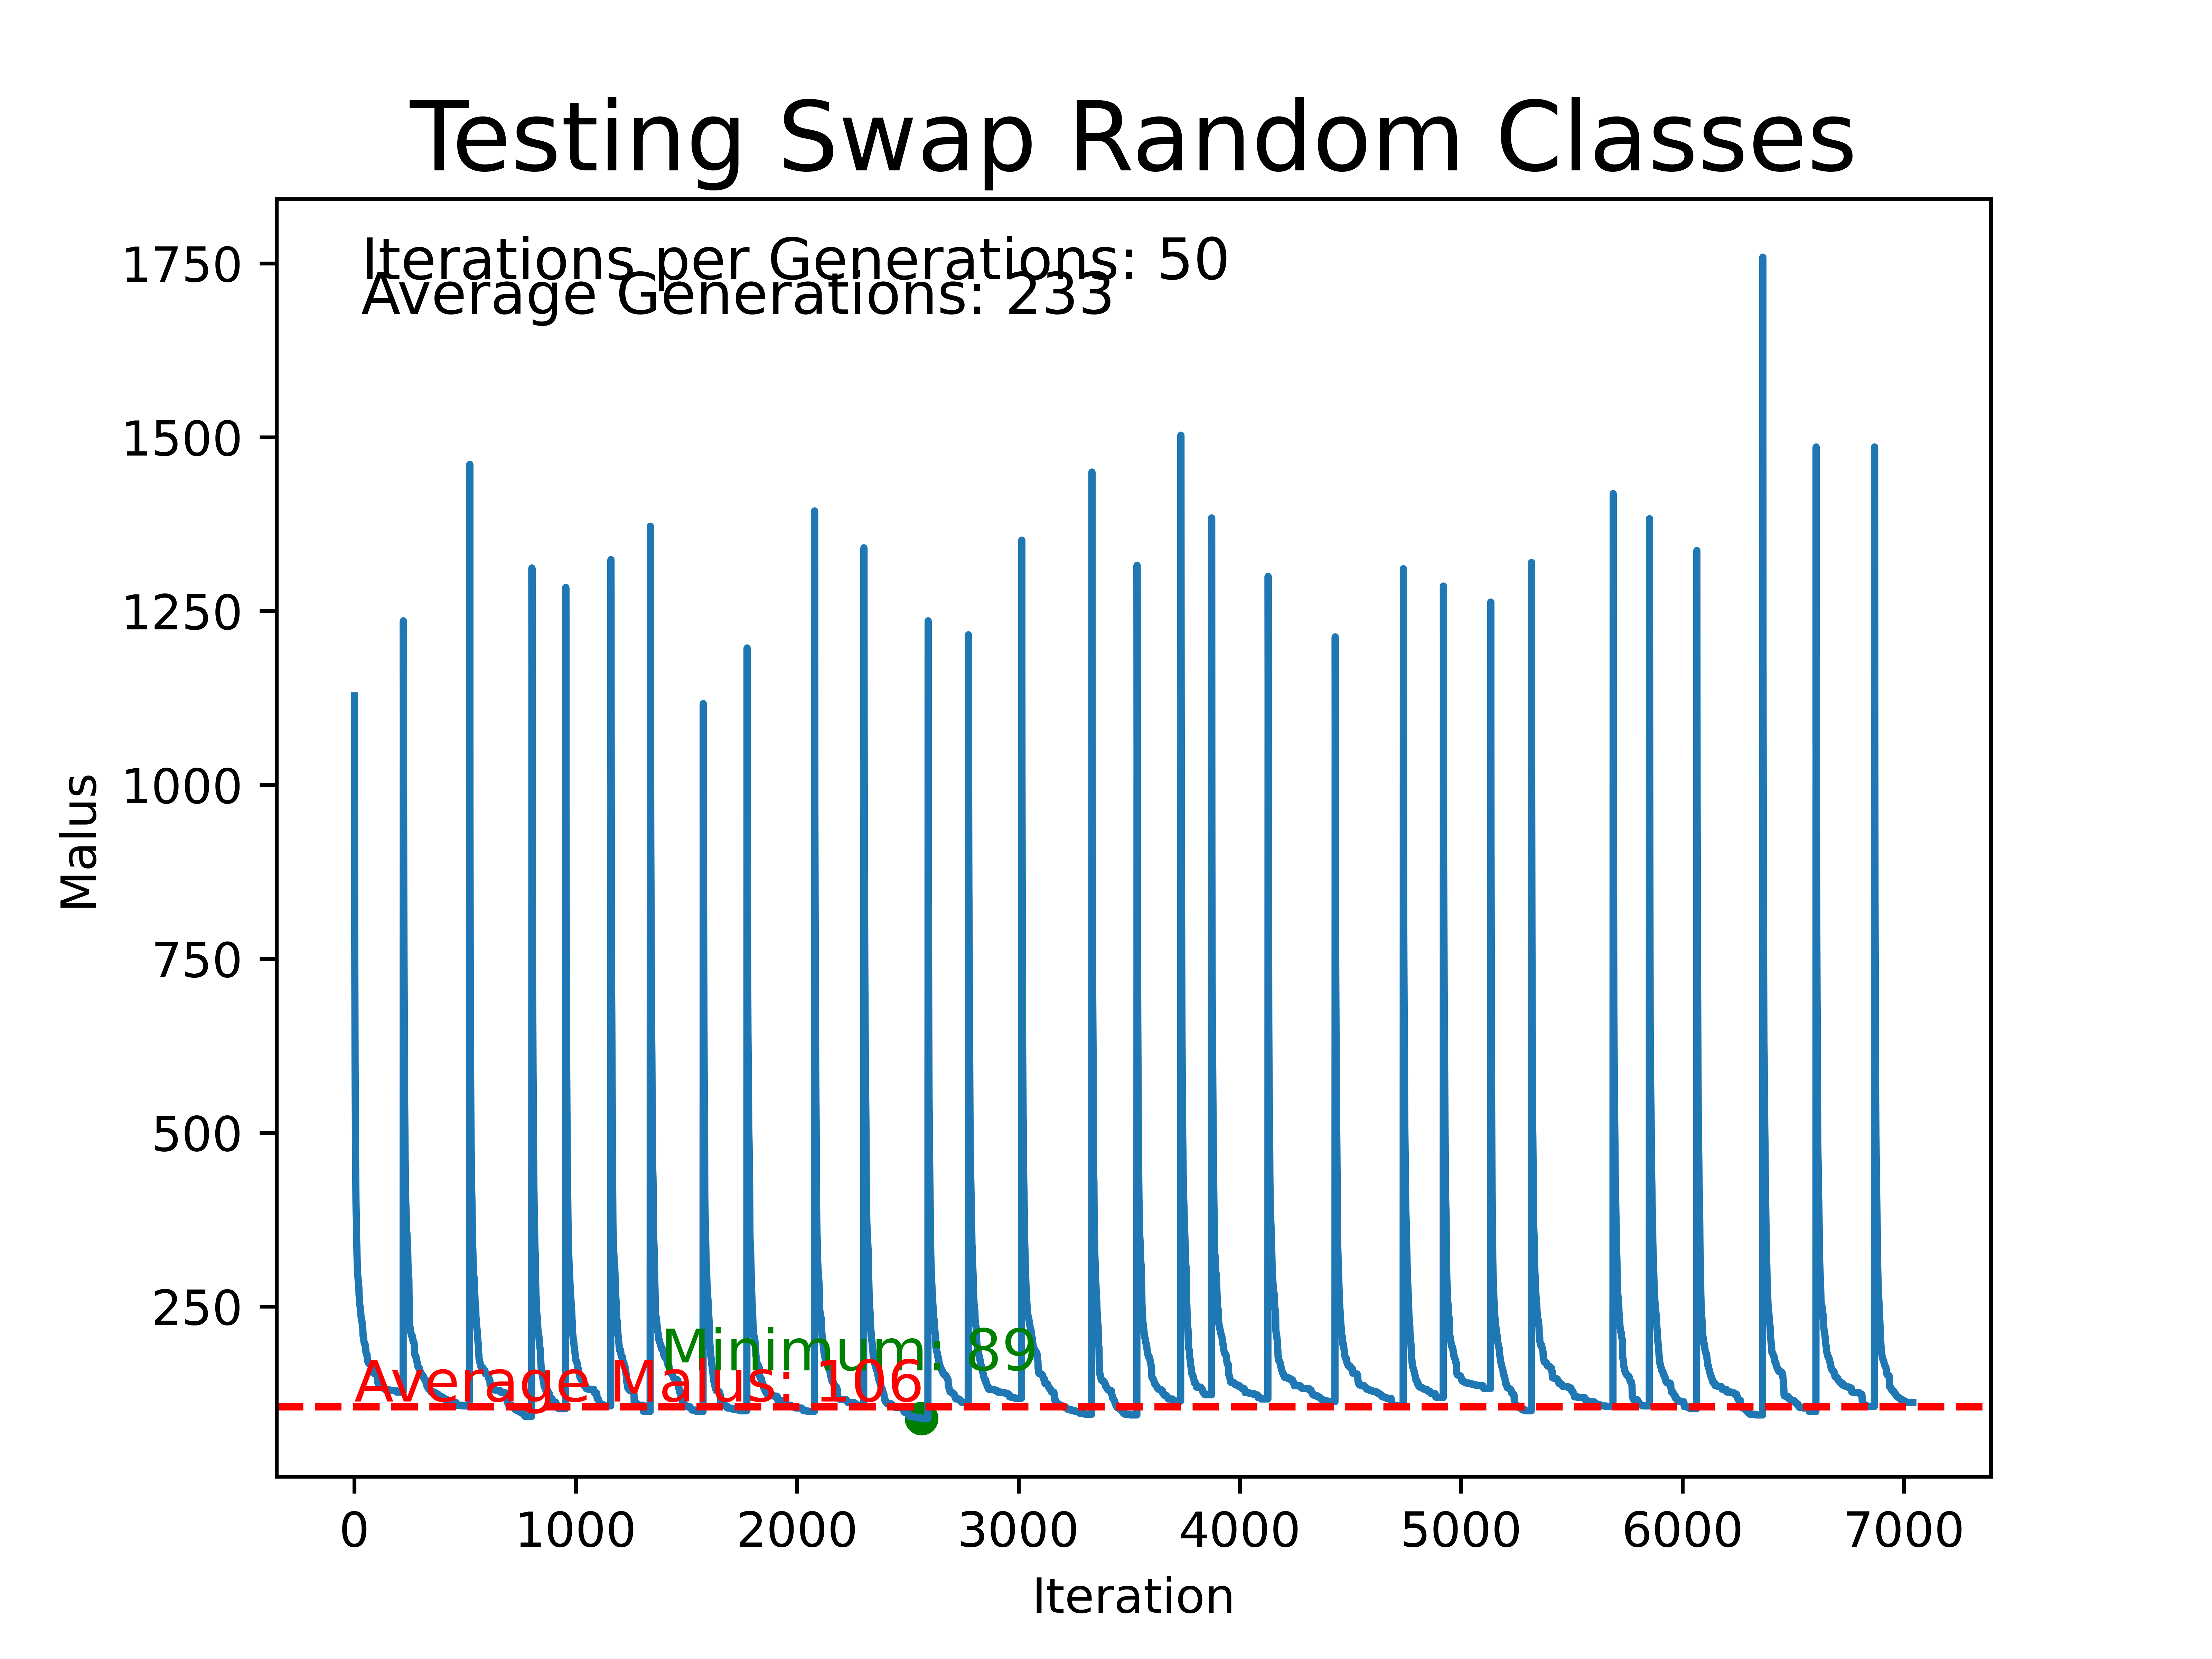 Testing Swap Random Classes
Iterations per Generations: 50
Average Generations: 233
1750
1500
1250
1000
750
500
250
Malus
Minimum: 89
Average Malus: 106
0 1000 2000 3000 4000 5000 6000 7000
Iteration